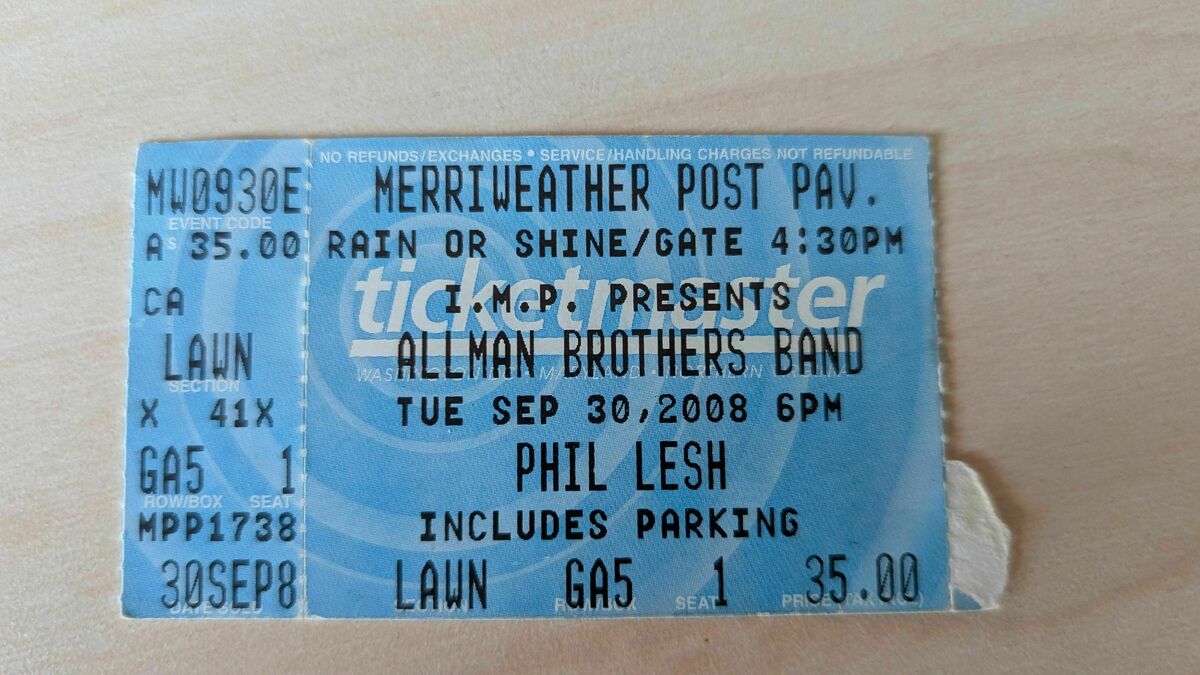 NO REFUNDS/EXCHANGES • SERVICE/HANDLING CHARGES NOT REFUNDABLE
MW0930E
EVENT CODE
$
A 35.00
CA
LAWN
SECTION
X 41X
GA5 1
ROW/BOX SEAT
MPP1738
30SEP8
MERRIWEATHER POST PAV.
RAIN OR SHINE/GATE 4:30PM
ticketmaster
I.M.P. PRESENTS
ALLMAN BROTHERS BAND
TUE SEP 30,2008 6PM
PHIL LESH
INCLUDES PARKING
LAWN GA5 1 35.00
SEAT